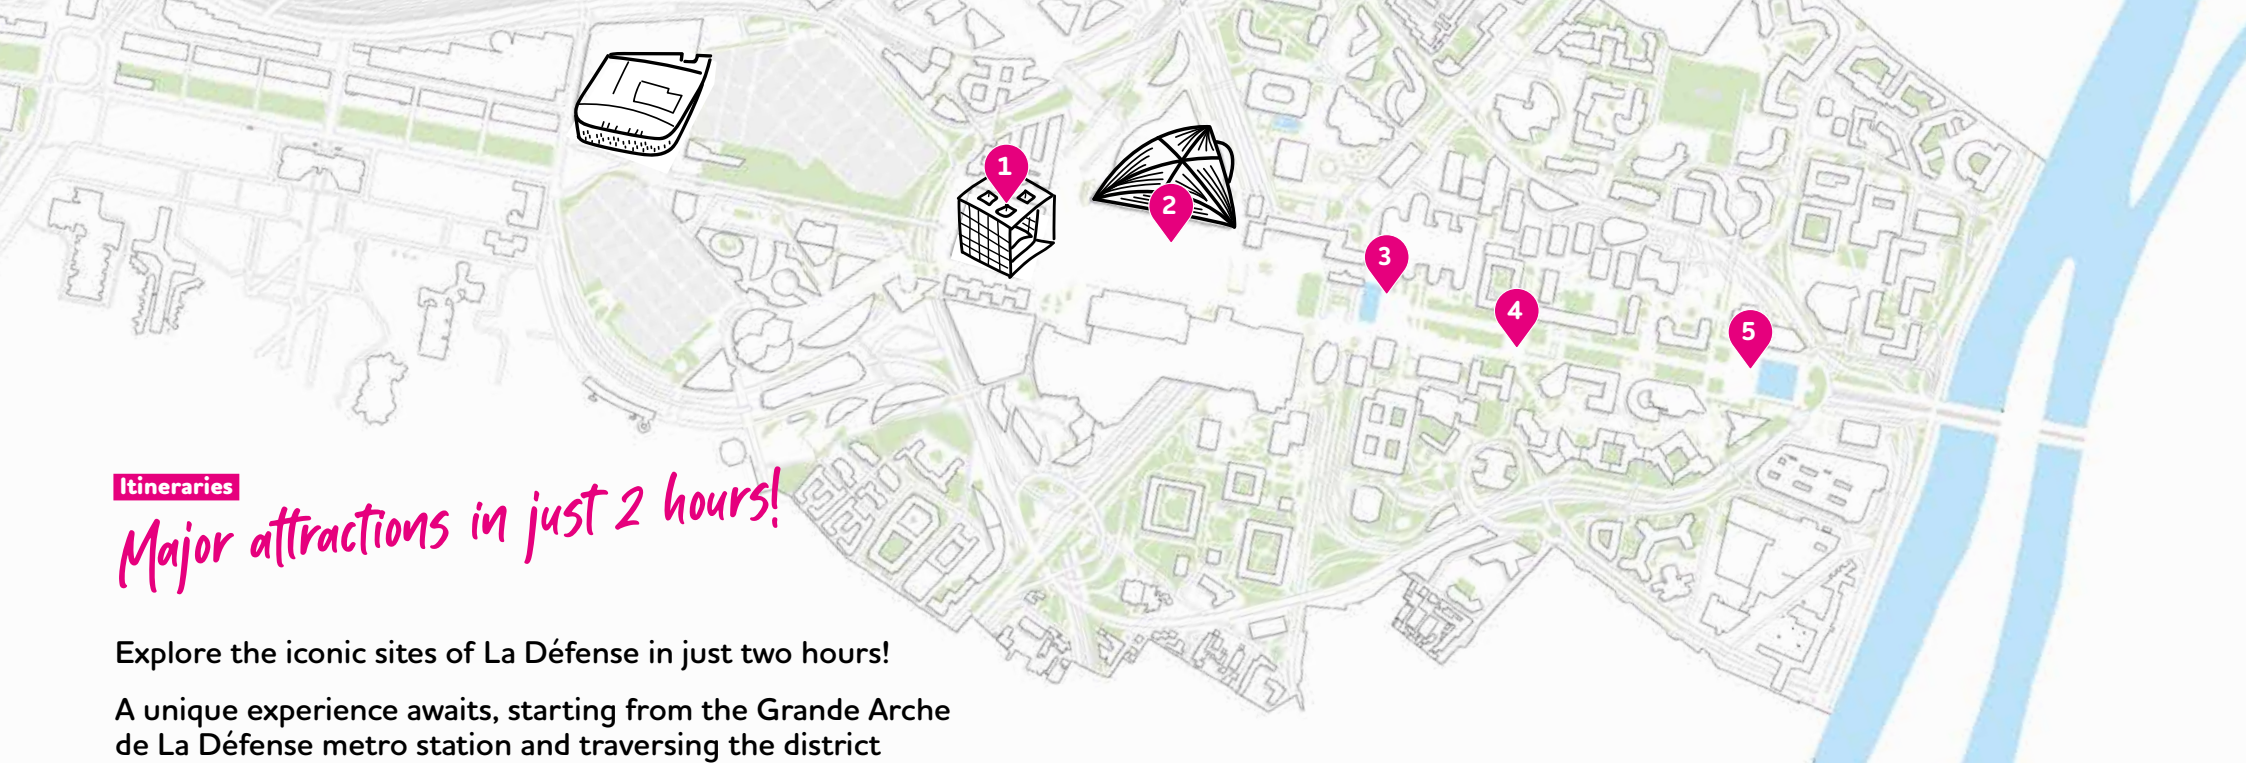 1
2
3
4
5
Itineraries
Major attractions in just 2 hours!
Explore the iconic sites of La Défense in just two hours!
A unique experience awaits, starting from the Grande Arche
de La Défense metro station and traversing the district